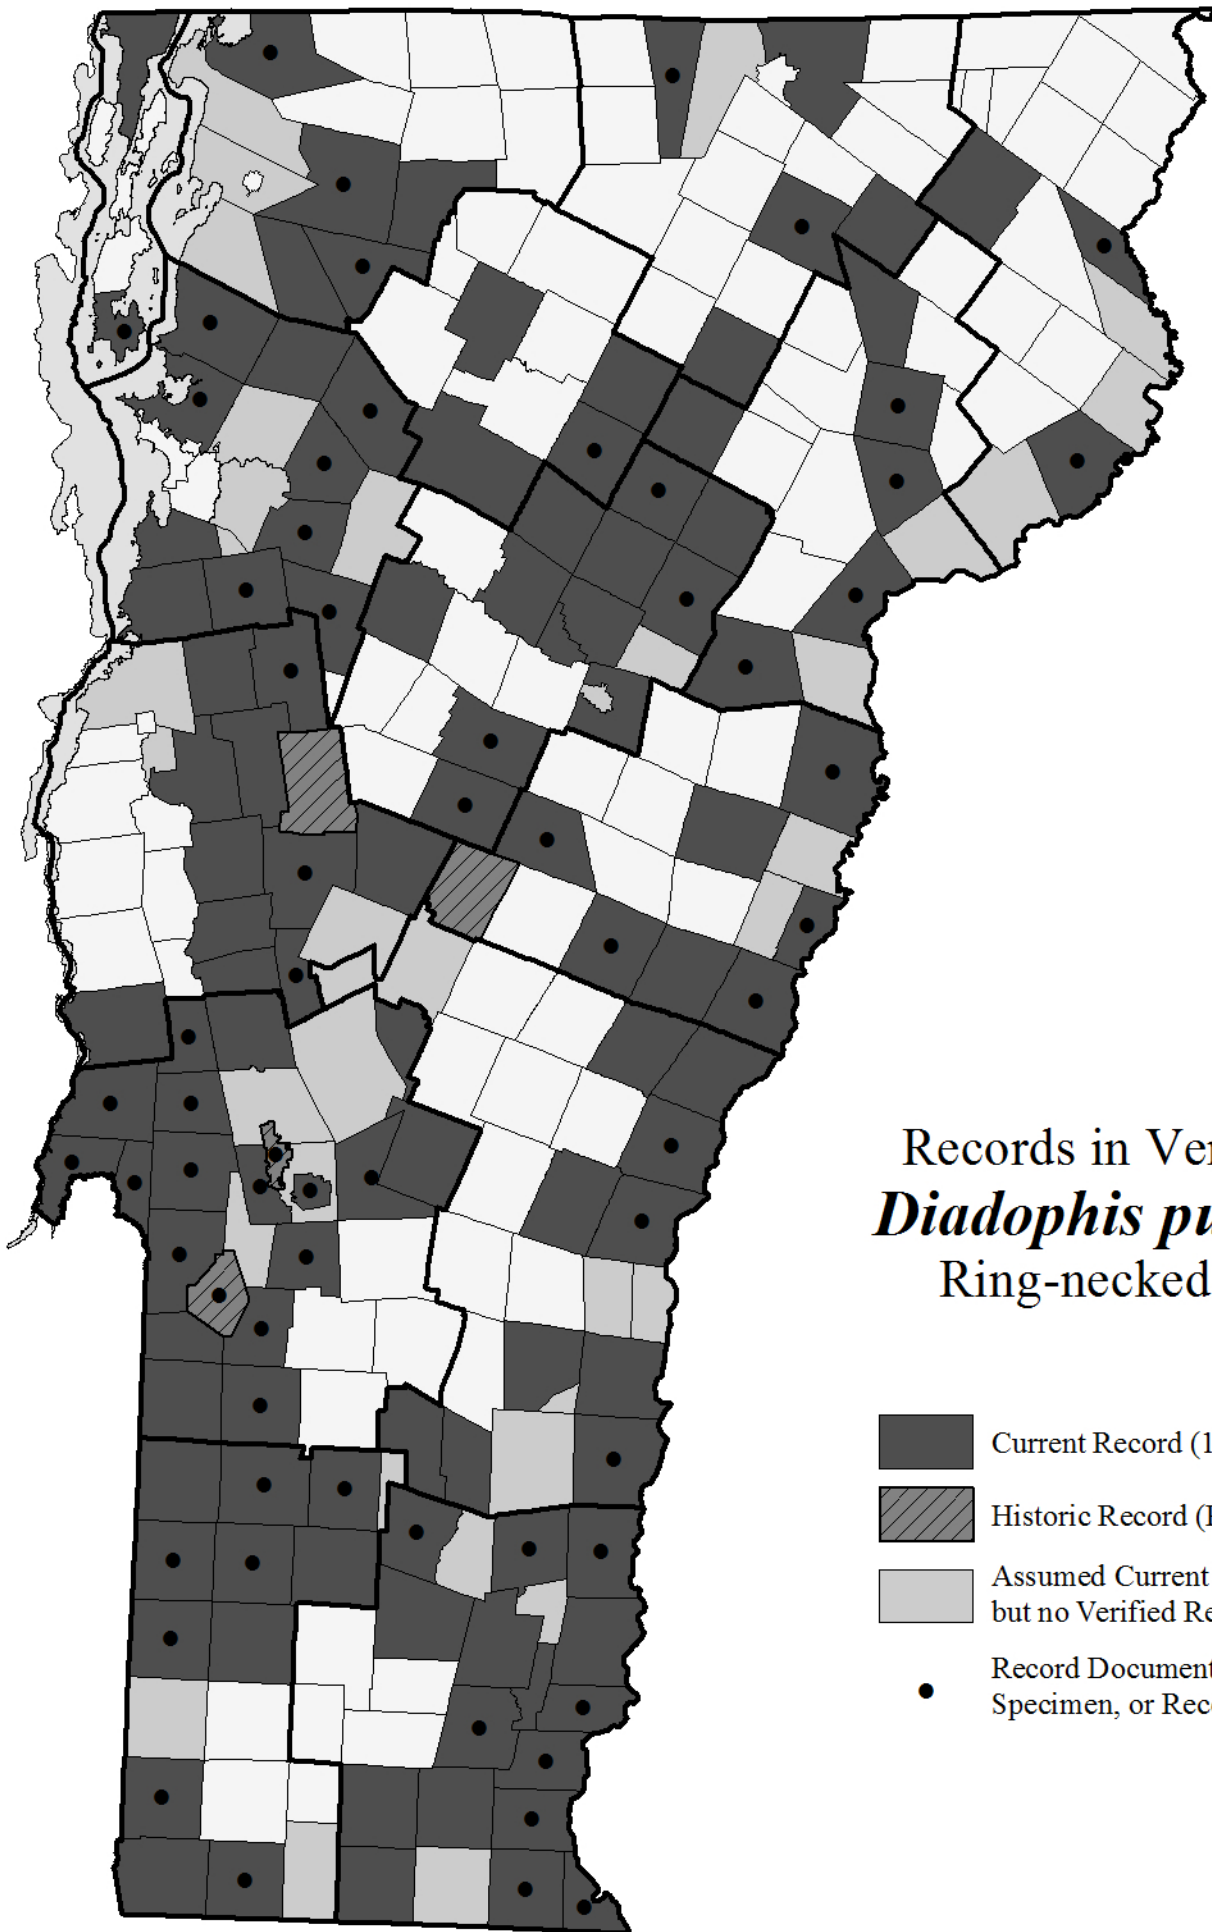 Records in Ver
Diadophis pu
Ring-necked
Current Record (1
Historic Record (
Assumed Current
but no Verified Re
Record Document
Specimen, or Rec